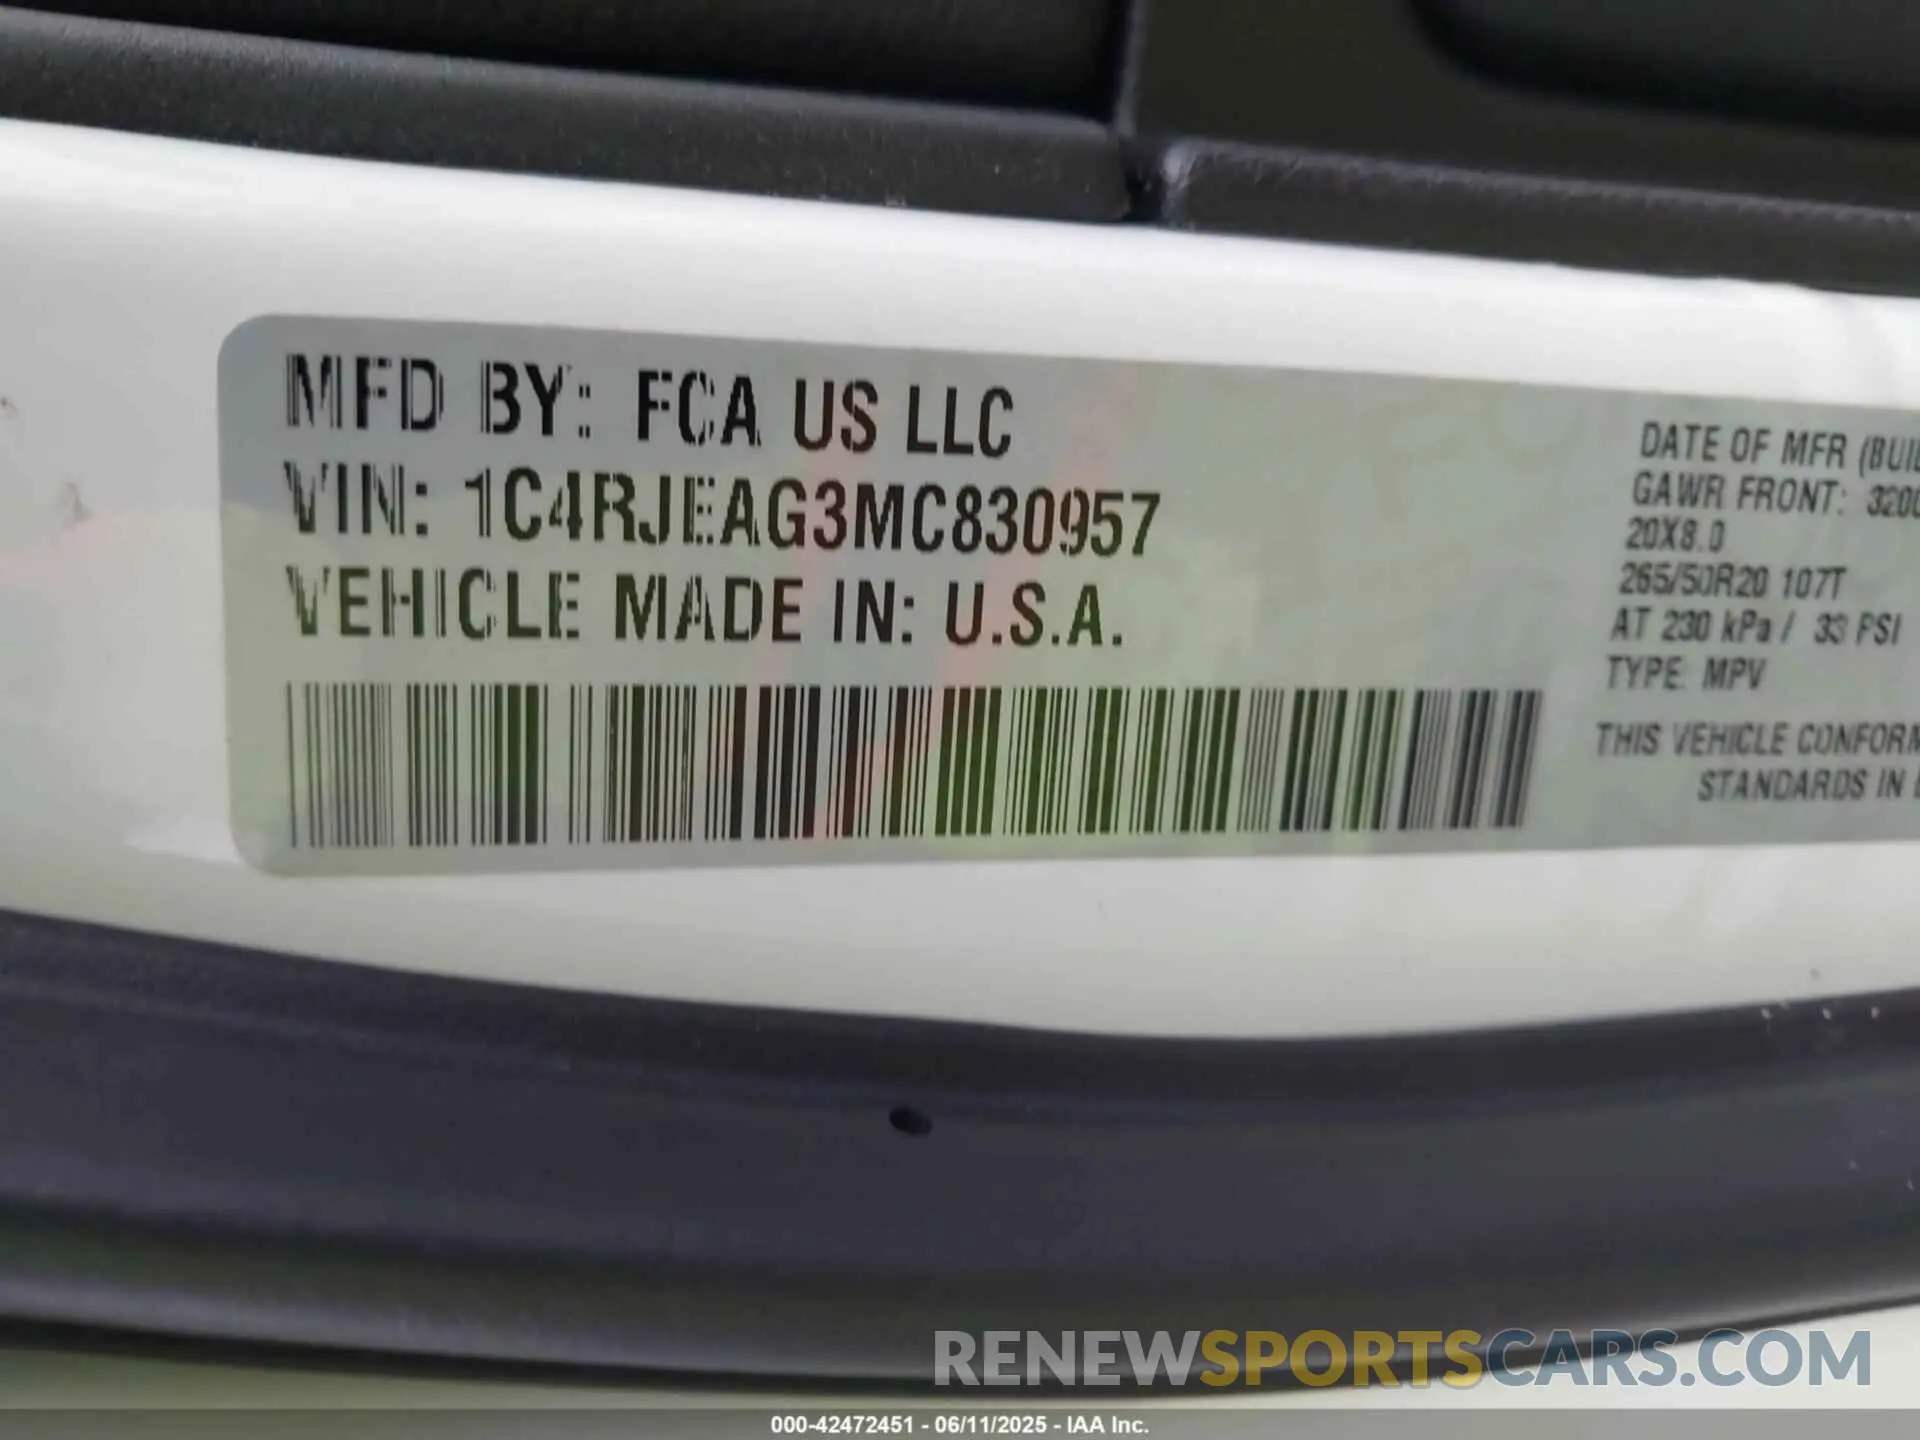 MFD BY: FCA US LLC
VIN: 1C4RJEAG3MC830957
VEHICLE MADE IN: U.S.A.
DATE OF MFR
GAWR FRONT:
20X8.0
265/50R20 107T
AT 230 kPa / 33 PSI
TYPE: MPV
THIS VEHICLE
STANDARDS IN
RENEWSPORTSCARS.COM
000-42472451 - 06/11/2025 - IAA Inc.